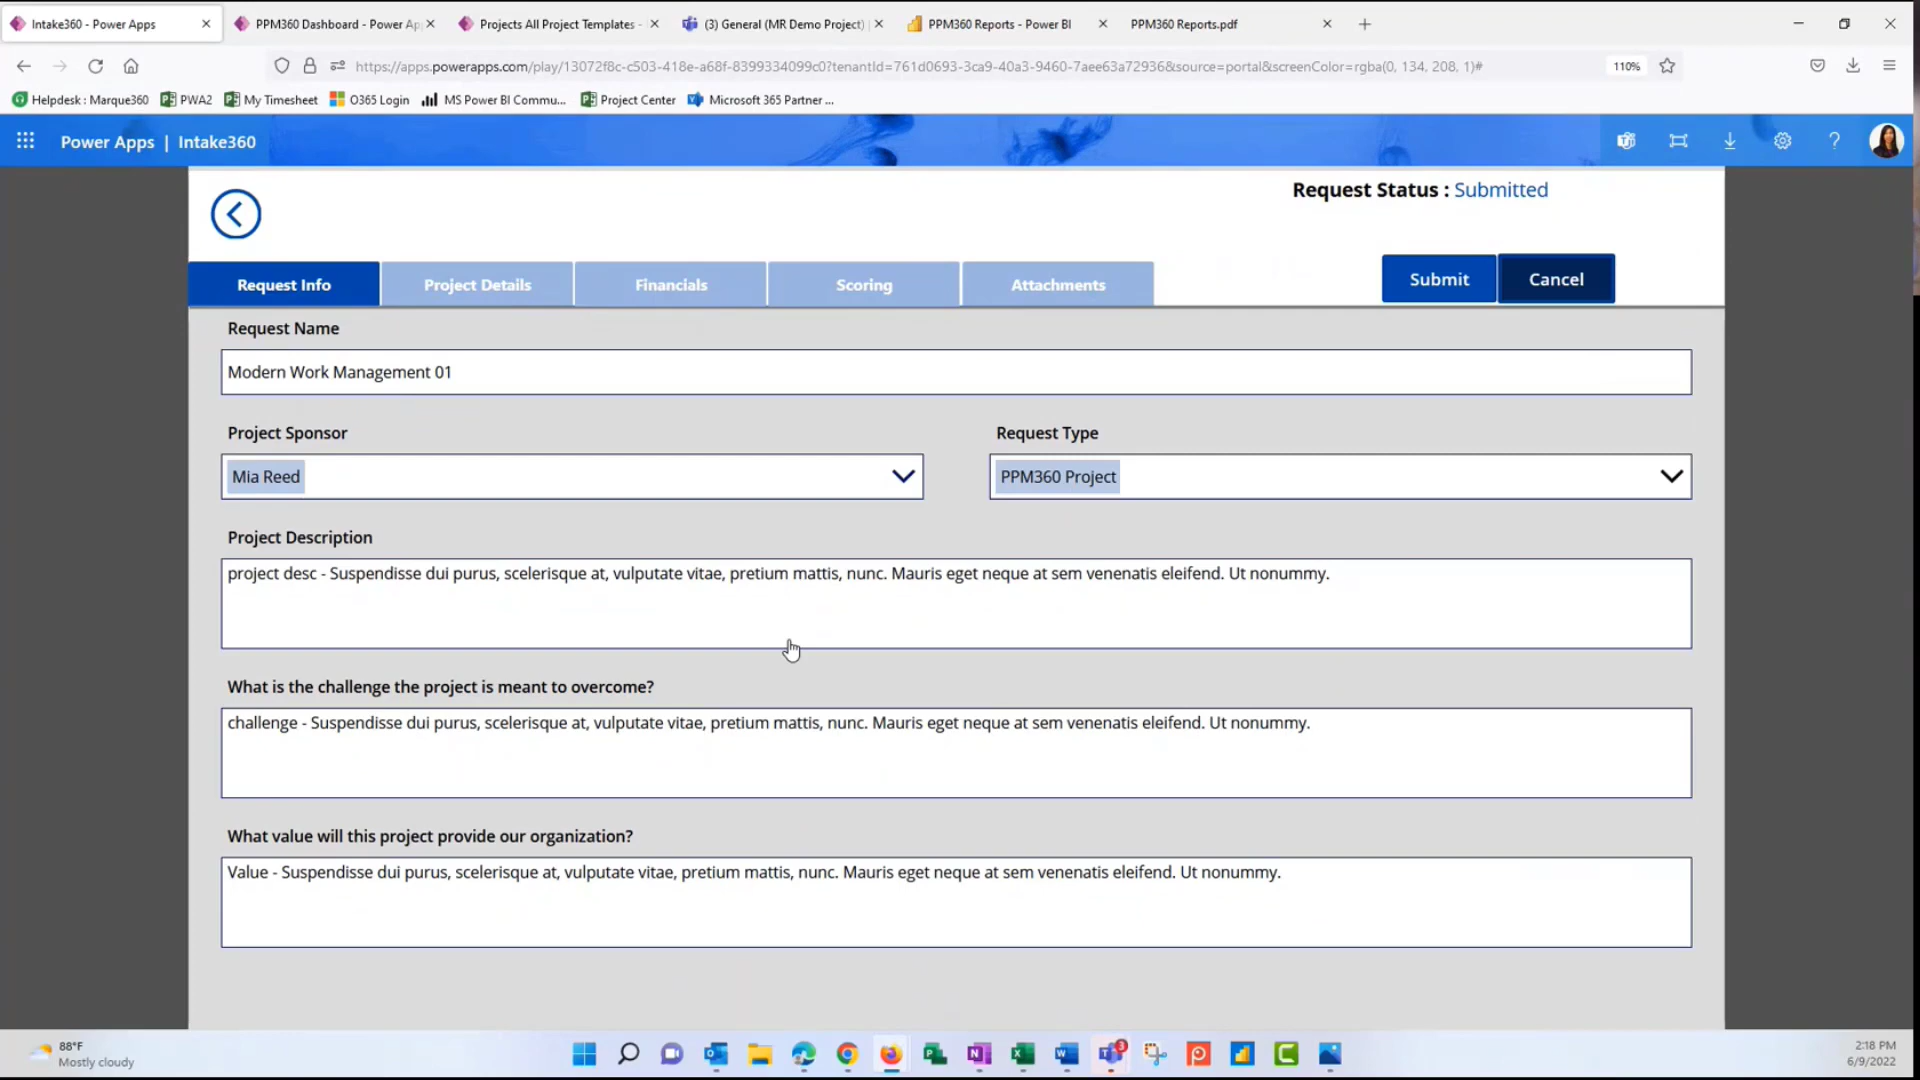 Intake360 - Power Apps
PPM360 Dashboard - Power Ap
Projects All Project Templates -
(3) General (MR Demo Project) |
PPM360 Reports - Power BI
PPM360 Reports.pdf
https://apps.powerapps.com/play/13072f8c-c503-418e-a68f-8399334099c0?tenantId=761d0693-3ca9-40a3-9460-7aee63a72936&source=portal&screenColor=rgba(0, 134, 208, 1)#
110%
Helpdesk : Marque360
PWA2
My Timesheet
O365 Login
MS Power BI Commu...
Project Center
Microsoft 365 Partner ...
Power Apps | Intake360
Request Status : Submitted
Request Info
Project Details
Financials
Scoring
Attachments
Submit
Cancel
Request Name
Modern Work Management 01
Project Sponsor
Request Type
Mia Reed
PPM360 Project
Project Description
project desc - Suspendisse dui purus, scelerisque at, vulputate vitae, pretium mattis, nunc. Mauris eget neque at sem venenatis eleifend. Ut nonummy.
What is the challenge the project is meant to overcome?
challenge - Suspendisse dui purus, scelerisque at, vulputate vitae, pretium mattis, nunc. Mauris eget neque at sem venenatis eleifend. Ut nonummy.
What value will this project provide our organization?
Value - Suspendisse dui purus, scelerisque at, vulputate vitae, pretium mattis, nunc. Mauris eget neque at sem venenatis eleifend. Ut nonummy.
88°F
Mostly cloudy
2:18 PM
6/9/2022